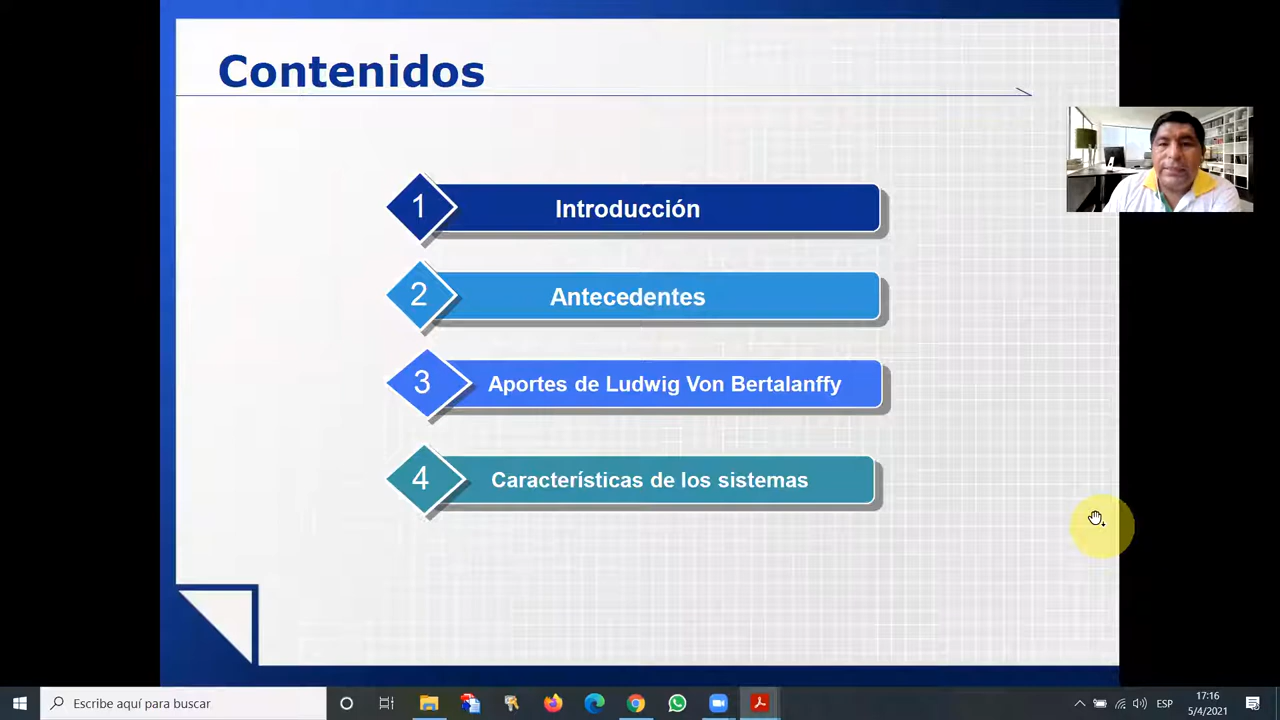 Contenidos
1
Introducción
2
Antecedentes
3
Aportes de Ludwig Von Bertalanffy
4
Características de los sistemas
Escribe aquí para buscar
ESP
17:16
5/4/2021